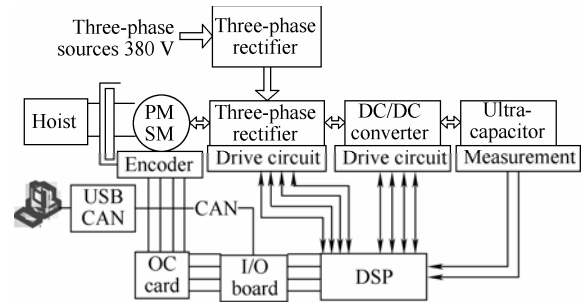 Three-phase
sources 380 V
Three-phase
rectifier
Hoist
PM
SM
Three-phase
rectifier
DC/DC
converter
Ultra-
capacitor
Encoder
Drive circuit
Drive circuit
Measurement
USB
CAN
CAN
OC
card
I/O
board
DSP